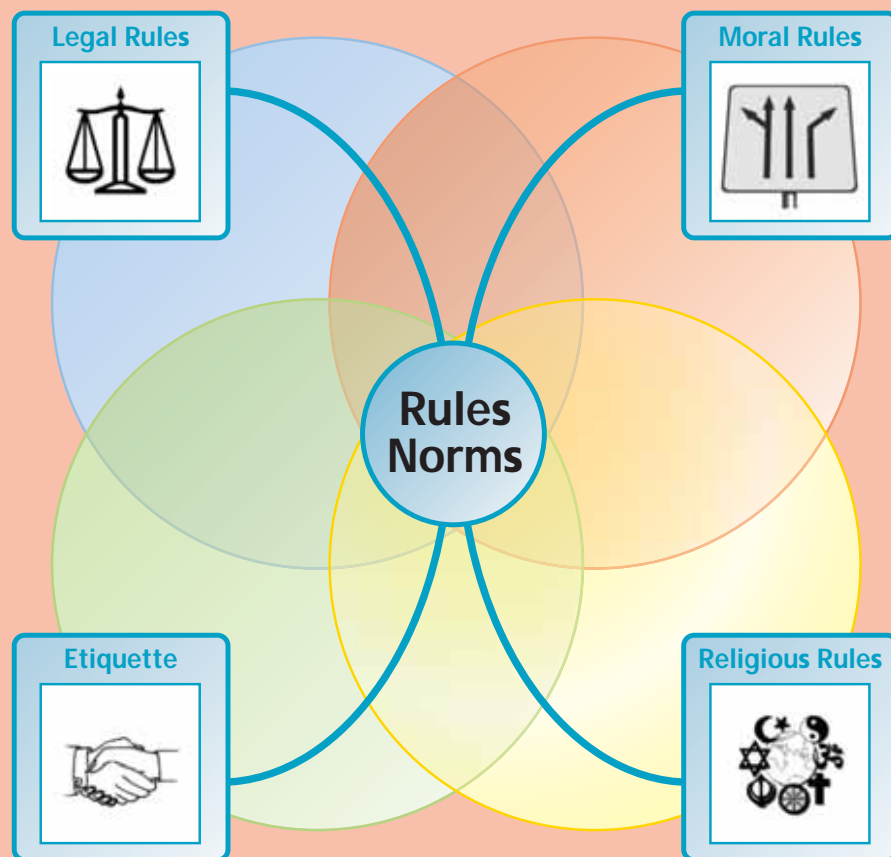 Legal Rules
Moral Rules
Rules
Norms
Etiquette
Religious Rules